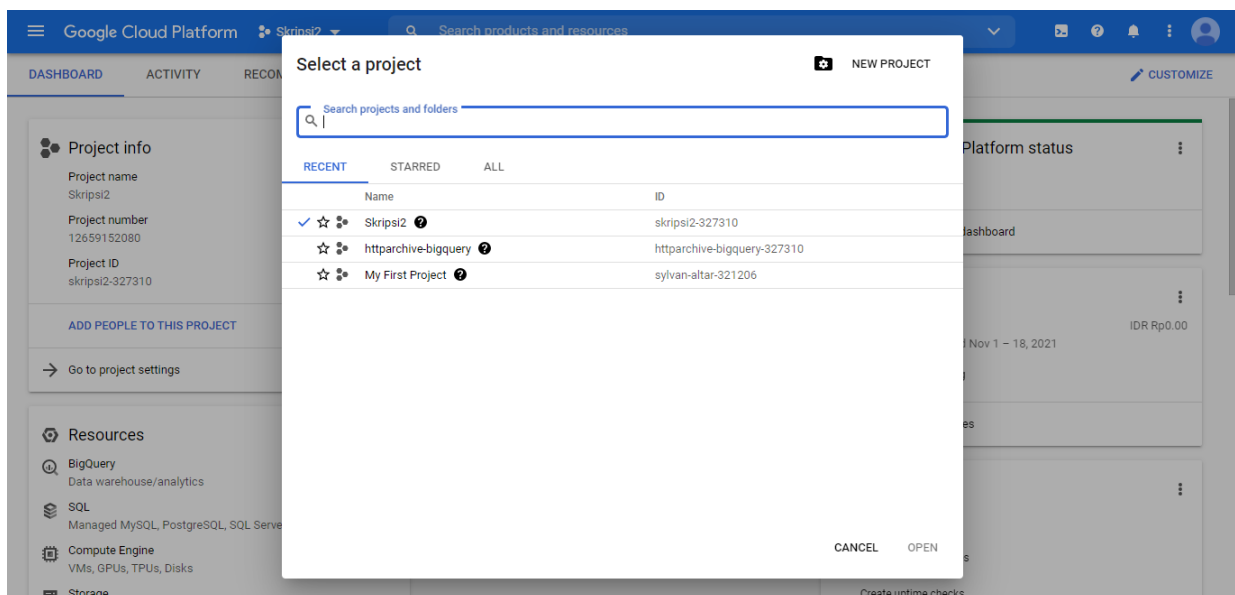 Google Cloud Platform
Skripsi2
Search products and resources
DASHBOARD
ACTIVITY
RECOM
CUSTOMIZE
Select a project
NEW PROJECT
Search projects and folders
RECENT
STARRED
ALL
Name ID
Skripsi2 skripsi2-327310
httparchive-bigquery httparchive-bigquery-327310
My First Project sylvan-altar-321206
CANCEL
OPEN
Project info
Project name
Skripsi2
Project number
12659152080
Project ID
skripsi2-327310
ADD PEOPLE TO THIS PROJECT
Go to project settings
Resources
BigQuery
Data warehouse/analytics
SQL
Managed MySQL, PostgreSQL, SQL Serve
Compute Engine
VMs, GPUs, TPUs, Disks
Storage
Platform status
dashboard
IDR Rp0.00
Nov 1 – 18, 2021
es
s
Create uptime checks